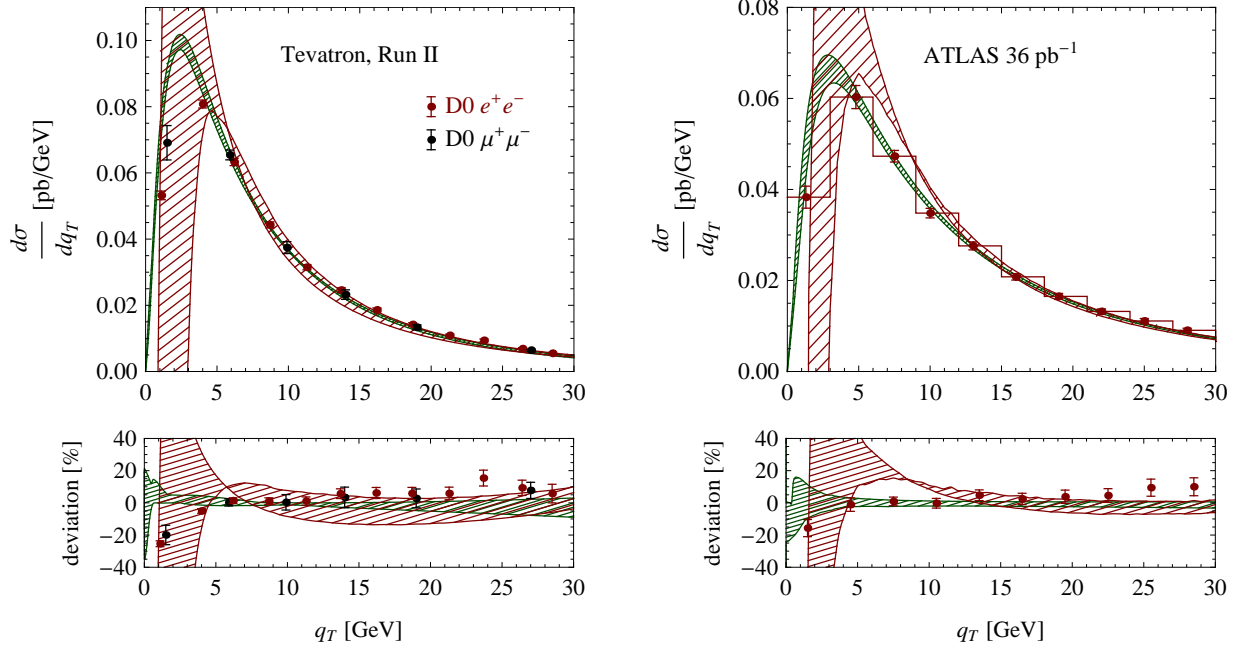 Tevatron, Run II
D0 e⁺e⁻
D0 μ⁺μ⁻
dσ/dq_T [pb/GeV]
0.10
0.08
0.06
0.04
0.02
0.00
0 5 10 15 20 25 30
deviation [%]
40
20
0
−20
−40
0 5 10 15 20 25 30
q_T [GeV]
ATLAS 36 pb⁻¹
dσ/dq_T [pb/GeV]
0.08
0.06
0.04
0.02
0.00
0 5 10 15 20 25 30
deviation [%]
40
20
0
−20
−40
0 5 10 15 20 25 30
q_T [GeV]